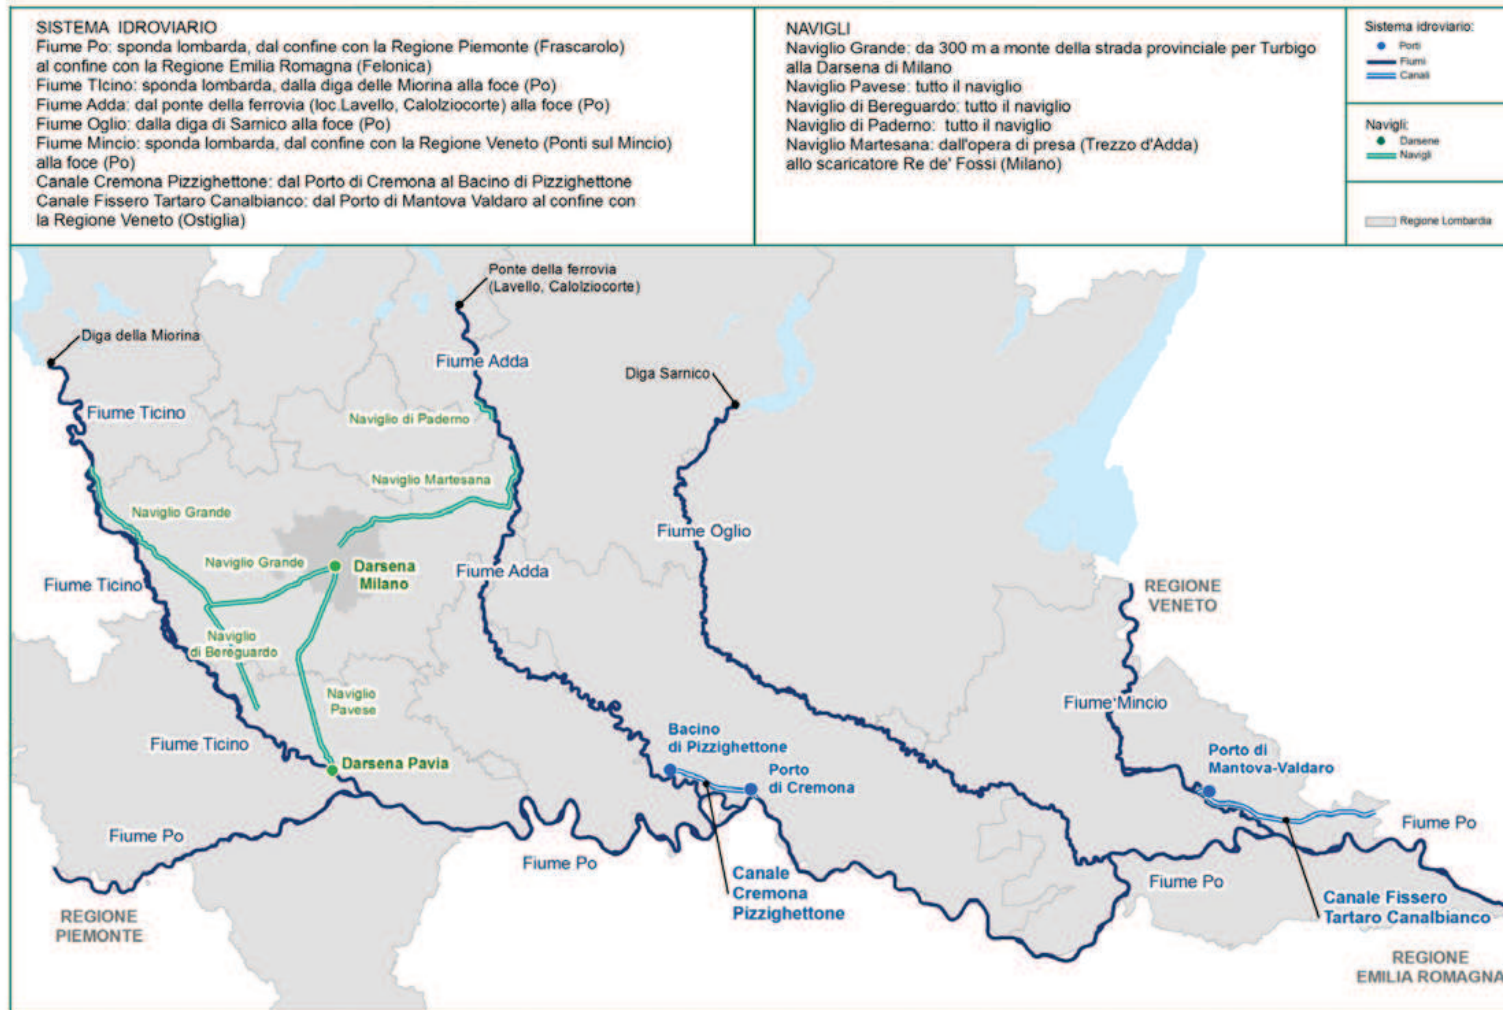 SISTEMA IDROVIARIO
Fiume Po: sponda lombarda, dal confine con la Regione Piemonte (Frascarolo)
al confine con la Regione Emilia Romagna (Felonica)
Fiume TIcino: sponda lombarda, dalla diga delle Miorina alla foce (Po)
Fiume Adda: dal ponte della ferrovia (loc.Lavello, Calolziocorte) alla foce (Po)
Fiume Oglio: dalla diga di Sarnico alla foce (Po)
Fiume Mincio: sponda lombarda, dal confine con la Regione Veneto (Ponti sul Mincio)
alla foce (Po)
Canale Cremona Pizzighettone: dal Porto di Cremona al Bacino di Pizzighettone
Canale Fissero Tartaro Canalbianco: dal Porto di Mantova Valdaro al confine con
la Regione Veneto (Ostiglia)
NAVIGLI
Naviglio Grande: da 300 m a monte della strada provinciale per Turbigo
alla Darsena di Milano
Naviglio Pavese: tutto il naviglio
Naviglio di Bereguardo: tutto il naviglio
Naviglio di Paderno: tutto il naviglio
Naviglio Martesana: dall'opera di presa (Trezzo d'Adda)
allo scaricatore Re de' Fossi (Milano)
Sistema idroviario:
Porti
Fiumi
Canali
Navigli:
Darsene
Navigli
Regione Lombardia
Ponte della ferrovia
(Lavello, Calolziocorte)
Diga della Miorina
Fiume Adda
Diga Sarnico
Fiume Ticino
Naviglio di Paderno
Naviglio Martesana
Naviglio Grande
Fiume Oglio
Naviglio Grande
Darsena
Milano
Fiume Adda
Fiume Ticino
REGIONE
VENETO
Naviglio
di Bereguardo
Naviglio
Pavese
Fiume Mincio
Fiume Ticino
Bacino
di Pizzighettone
Porto di
Mantova-Valdaro
Darsena Pavia
Porto
di Cremona
Fiume Po
Fiume Po
Fiume Po
Canale
Cremona
Pizzighettone
Fiume Po
Canale Fissero
Tartaro Canalbianco
REGIONE
PIEMONTE
REGIONE
EMILIA ROMAGNA